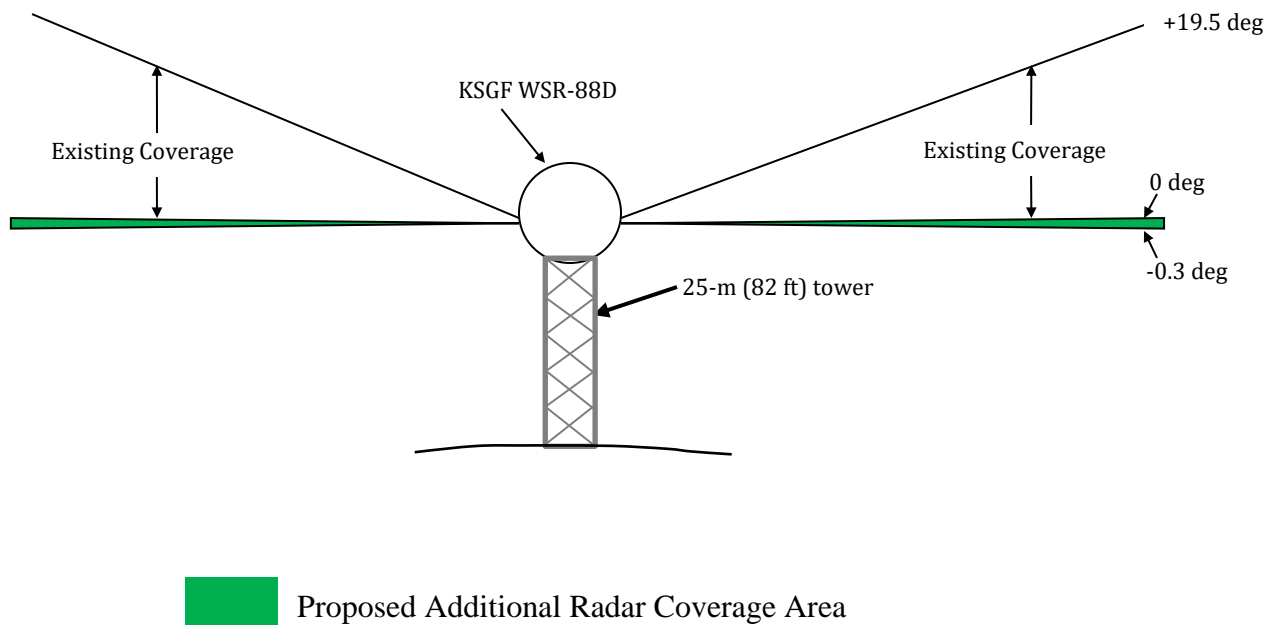 +19.5 deg
KSGF WSR-88D
Existing Coverage
Existing Coverage
0 deg
-0.3 deg
25-m (82 ft) tower
Proposed Additional Radar Coverage Area